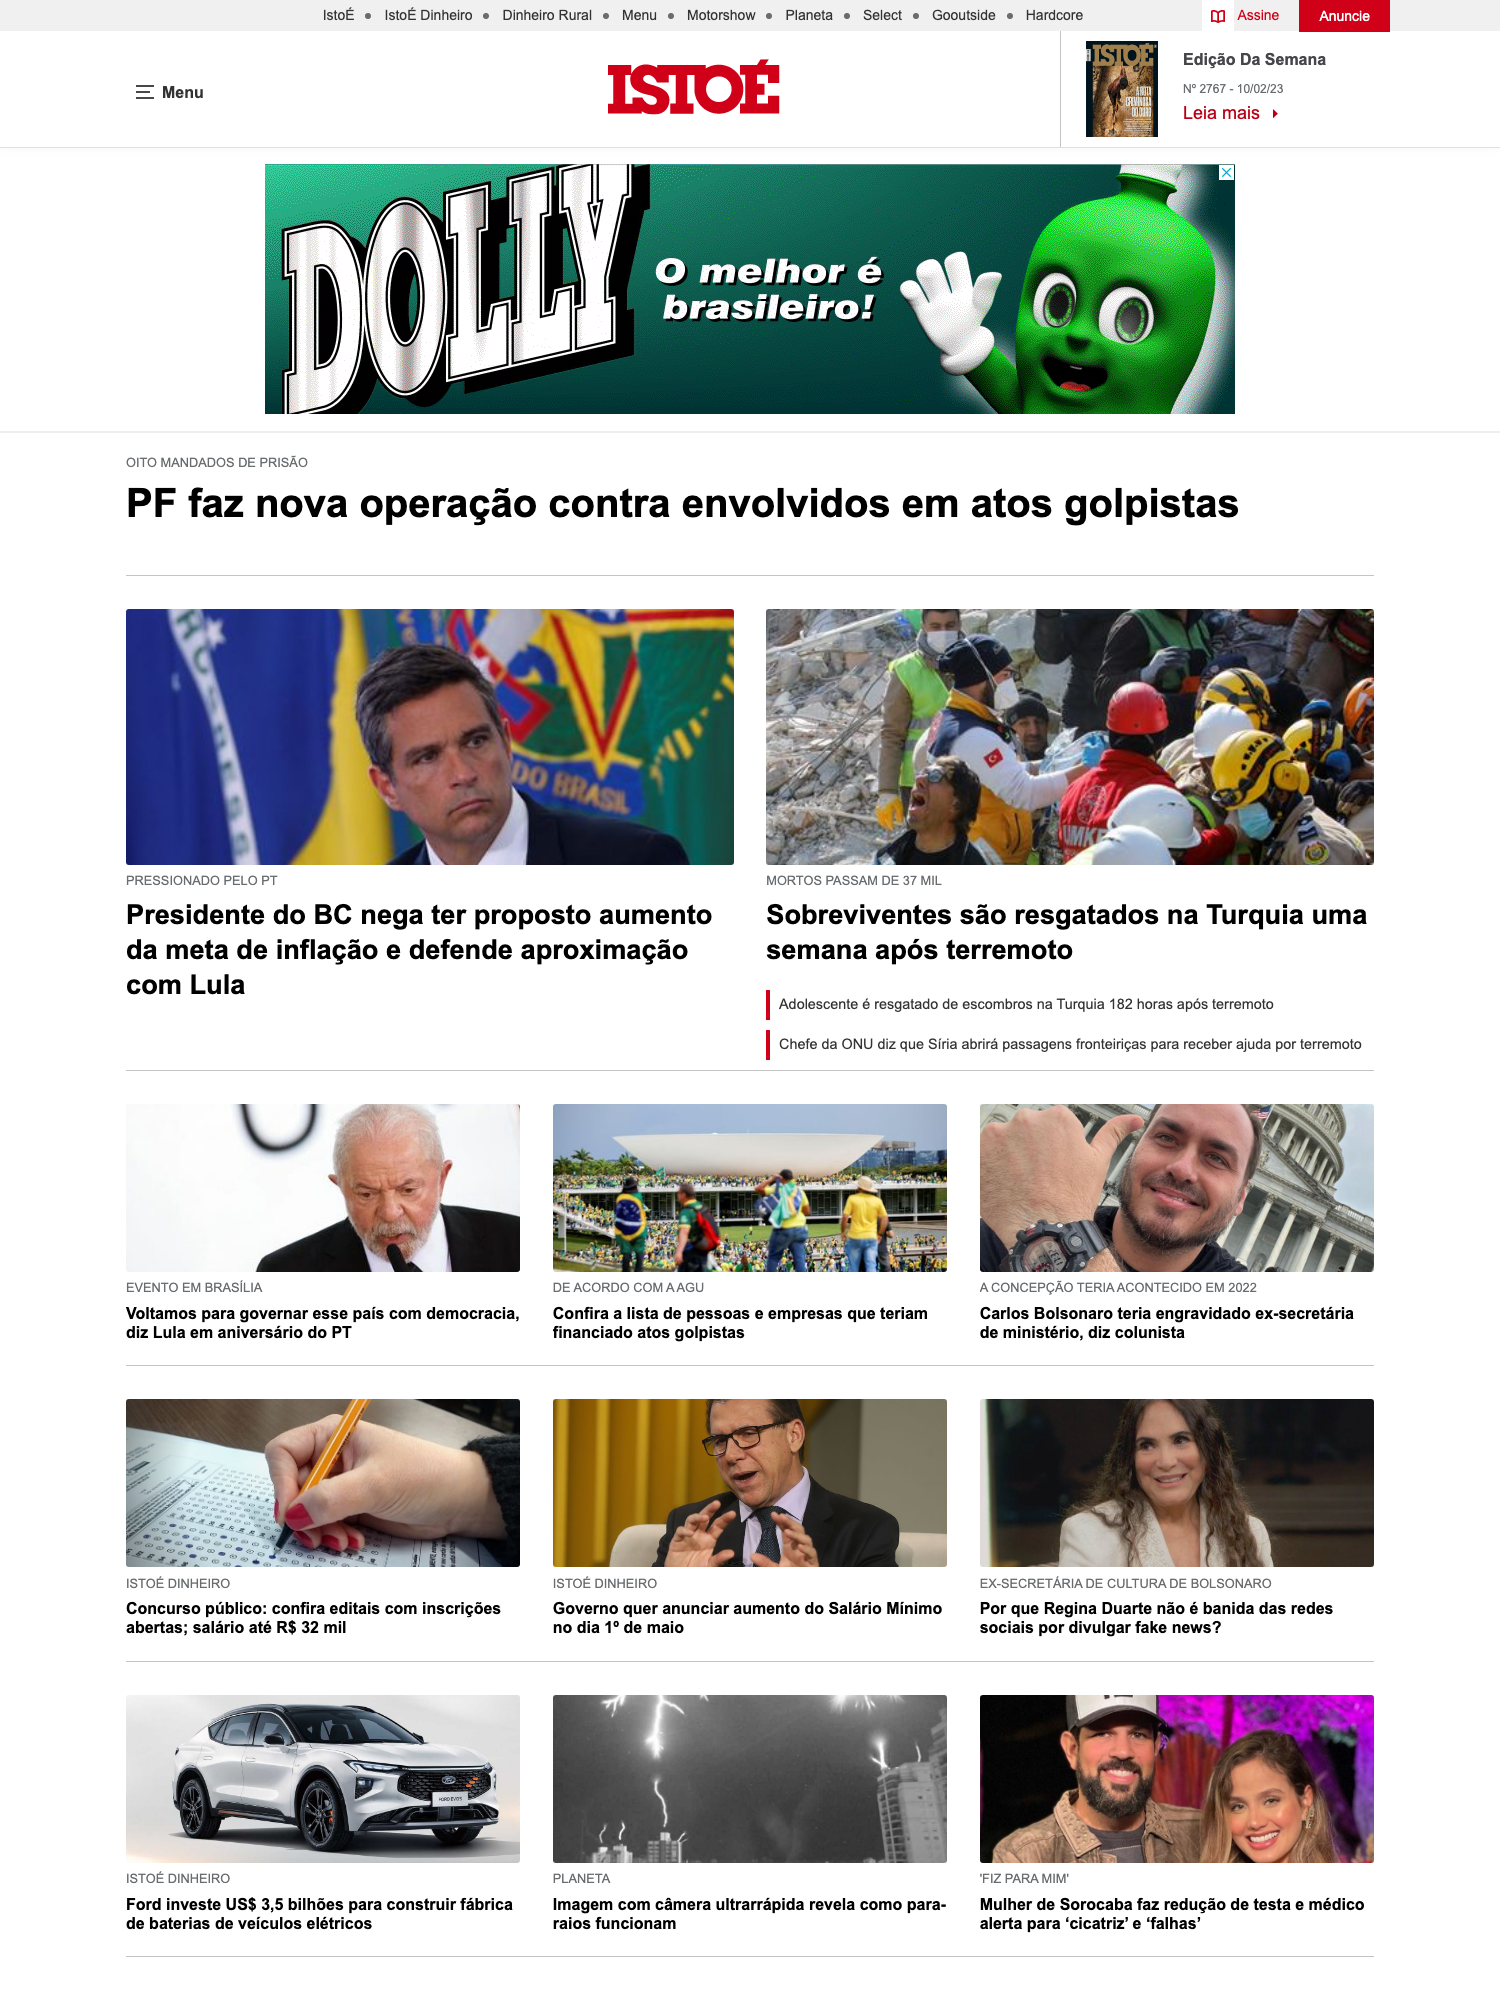 IstoÉ
IstoÉ Dinheiro
Dinheiro Rural
Menu
Motorshow
Planeta
Select
Gooutside
Hardcore
Assine
Anuncie
Menu
ISTOÉ
ISTOÉ
A ROTA
CRIMINOSA
DO OURO
Edição Da Semana
Nº 2767 - 10/02/23
Leia mais
DOLLY
O melhor é
brasileiro!
OITO MANDADOS DE PRISÃO
PF faz nova operação contra envolvidos em atos golpistas
DO BRASIL
PRESSIONADO PELO PT
Presidente do BC nega ter proposto aumento
da meta de inflação e defende aproximação
com Lula
UMKE
MORTOS PASSAM DE 37 MIL
Sobreviventes são resgatados na Turquia uma
semana após terremoto
Adolescente é resgatado de escombros na Turquia 182 horas após terremoto
Chefe da ONU diz que Síria abrirá passagens fronteiriças para receber ajuda por terremoto
EVENTO EM BRASÍLIA
Voltamos para governar esse país com democracia,
diz Lula em aniversário do PT
DE ACORDO COM A AGU
Confira a lista de pessoas e empresas que teriam
financiado atos golpistas
A CONCEPÇÃO TERIA ACONTECIDO EM 2022
Carlos Bolsonaro teria engravidado ex-secretária
de ministério, diz colunista
ISTOÉ DINHEIRO
Concurso público: confira editais com inscrições
abertas; salário até R$ 32 mil
ISTOÉ DINHEIRO
Governo quer anunciar aumento do Salário Mínimo
no dia 1º de maio
EX-SECRETÁRIA DE CULTURA DE BOLSONARO
Por que Regina Duarte não é banida das redes
sociais por divulgar fake news?
FORD EVOS
ISTOÉ DINHEIRO
Ford investe US$ 3,5 bilhões para construir fábrica
de baterias de veículos elétricos
PLANETA
Imagem com câmera ultrarrápida revela como para-
raios funcionam
'FIZ PARA MIM'
Mulher de Sorocaba faz redução de testa e médico
alerta para ‘cicatriz’ e ‘falhas’